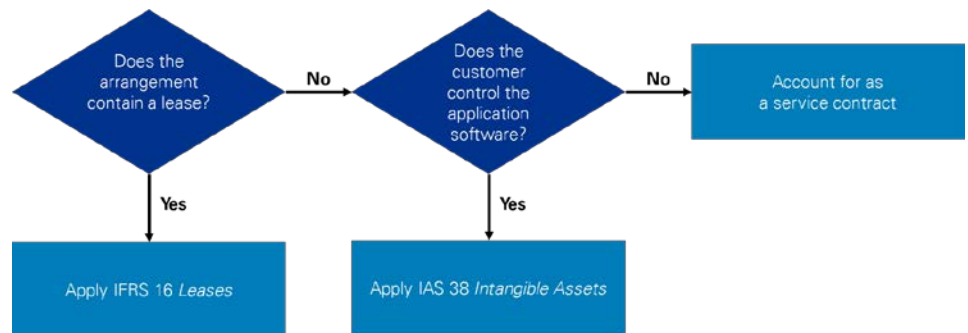 Does the
arrangement
contain a lease?
No
Does the
customer
control the
application
software?
No
Account for as
a service contract
Yes
Yes
Apply IFRS 16 Leases
Apply IAS 38 Intangible Assets